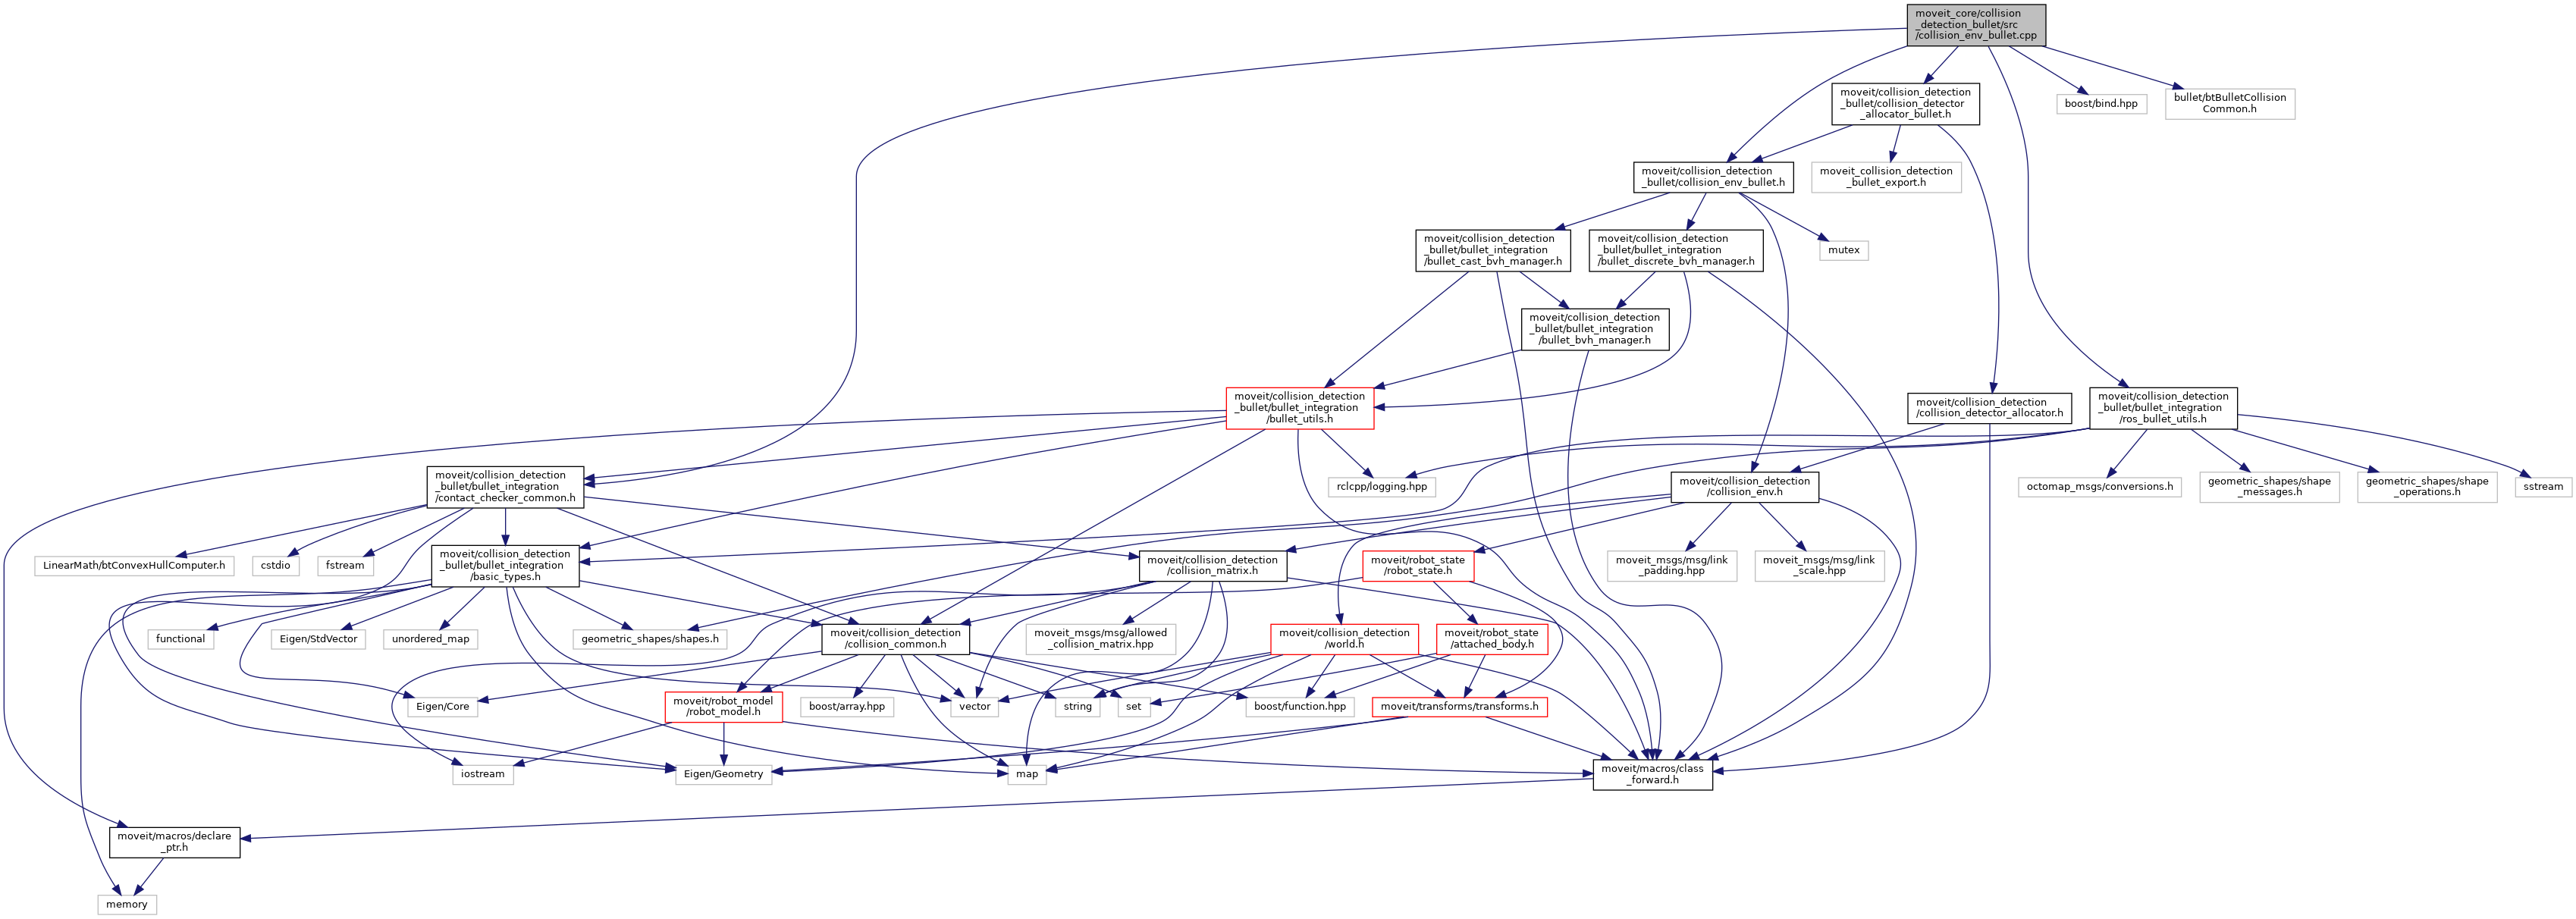 moveit_core/collision
_detection_bullet/src
/collision_env_bullet.cpp
moveit/collision_detection
_bullet/collision_detector
_allocator_bullet.h
boost/bind.hpp
bullet/btBulletCollision
Common.h
moveit/collision_detection
_bullet/collision_env_bullet.h
moveit_collision_detection
_bullet_export.h
moveit/collision_detection
_bullet/bullet_integration
/bullet_cast_bvh_manager.h
moveit/collision_detection
_bullet/bullet_integration
/bullet_discrete_bvh_manager.h
mutex
moveit/collision_detection
_bullet/bullet_integration
/bullet_bvh_manager.h
moveit/collision_detection
_bullet/bullet_integration
/bullet_utils.h
moveit/collision_detection
/collision_detector_allocator.h
moveit/collision_detection
_bullet/bullet_integration
/ros_bullet_utils.h
moveit/collision_detection
_bullet/bullet_integration
/contact_checker_common.h
rclcpp/logging.hpp
moveit/collision_detection
/collision_env.h
octomap_msgs/conversions.h
geometric_shapes/shape
_messages.h
geometric_shapes/shape
_operations.h
sstream
LinearMath/btConvexHullComputer.h
cstdio
fstream
moveit/collision_detection
_bullet/bullet_integration
/basic_types.h
moveit/collision_detection
/collision_matrix.h
moveit/robot_state
/robot_state.h
moveit_msgs/msg/link
_padding.hpp
moveit_msgs/msg/link
_scale.hpp
functional
Eigen/StdVector
unordered_map
geometric_shapes/shapes.h
moveit/collision_detection
/collision_common.h
moveit_msgs/msg/allowed
_collision_matrix.hpp
moveit/collision_detection
/world.h
moveit/robot_state
/attached_body.h
Eigen/Core
moveit/robot_model
/robot_model.h
boost/array.hpp
vector
string
set
boost/function.hpp
moveit/transforms/transforms.h
iostream
Eigen/Geometry
map
moveit/macros/class
_forward.h
moveit/macros/declare
_ptr.h
memory